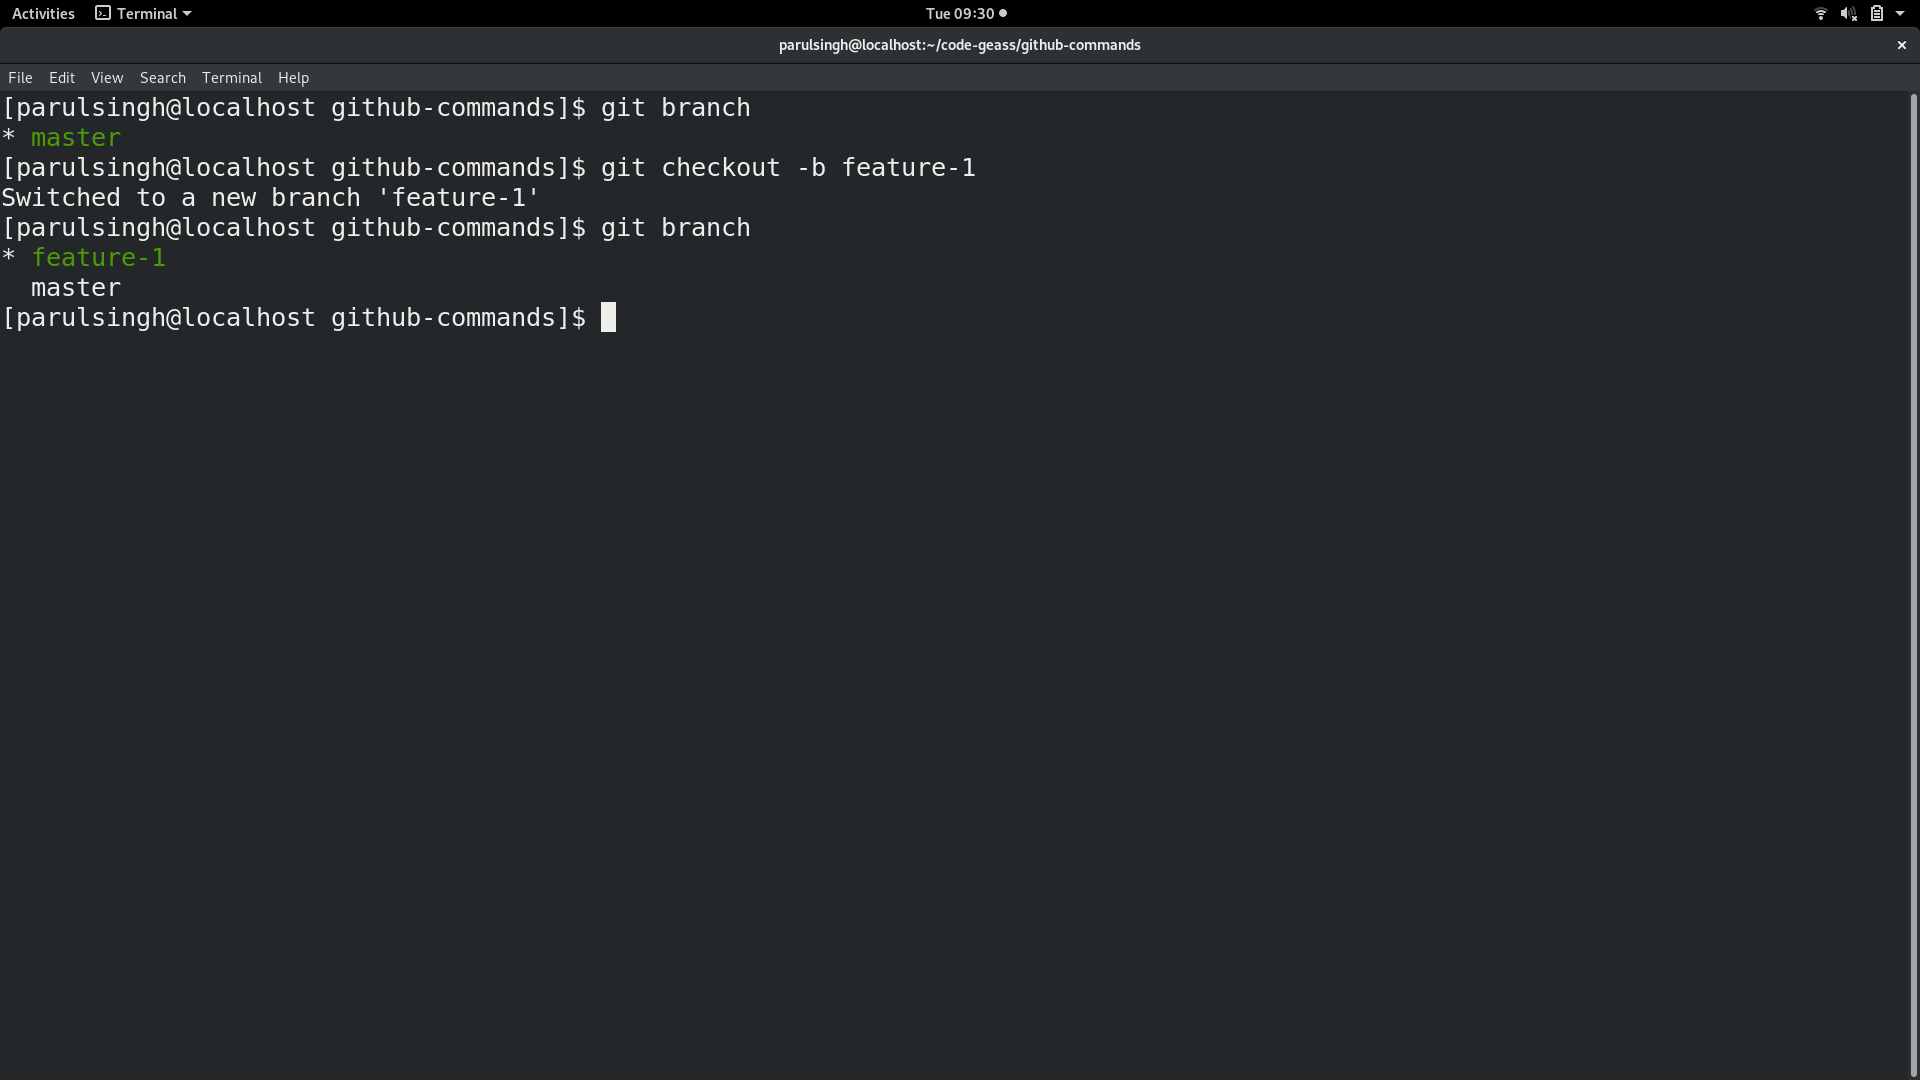 Activities Terminal Tue 09:30
parulsingh@localhost:~/code-geass/github-commands
File Edit View Search Terminal Help
[parulsingh@localhost github-commands]$ git branch
* master
[parulsingh@localhost github-commands]$ git checkout -b feature-1
Switched to a new branch 'feature-1'
[parulsingh@localhost github-commands]$ git branch
* feature-1
  master
[parulsingh@localhost github-commands]$